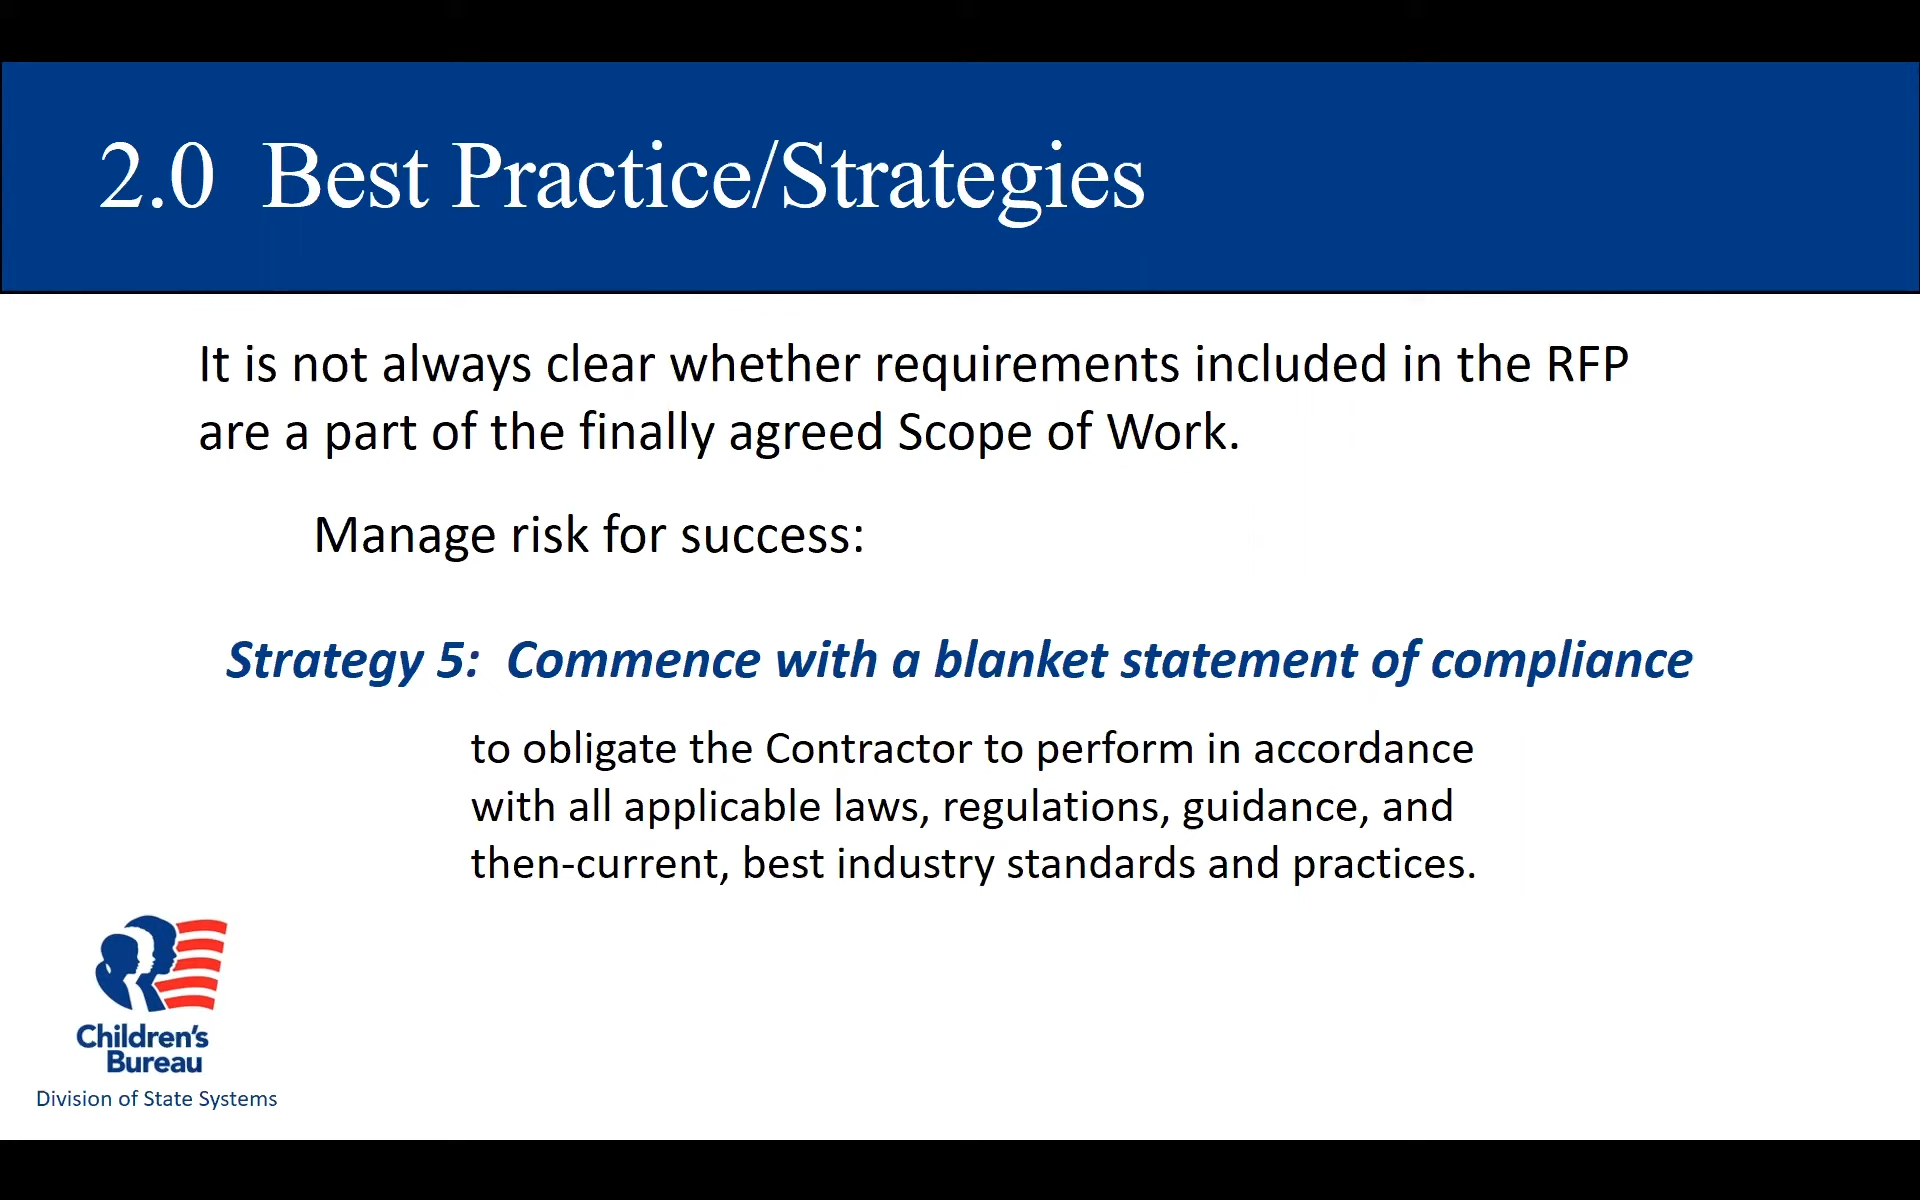 2.0  Best Practice/Strategies
It is not always clear whether requirements included in the RFP
are a part of the finally agreed Scope of Work.
Manage risk for success:
Strategy 5:  Commence with a blanket statement of compliance
to obligate the Contractor to perform in accordance
with all applicable laws, regulations, guidance, and
then-current, best industry standards and practices.
Children's
Bureau
Division of State Systems